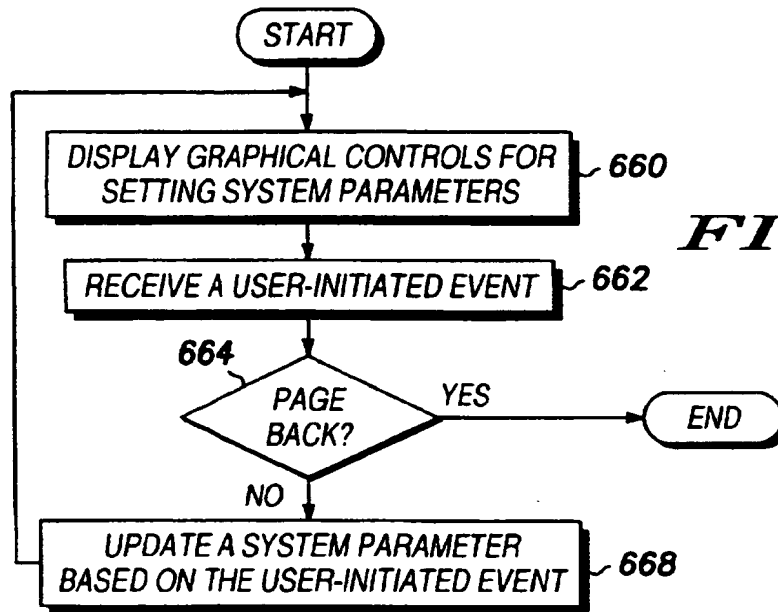 START
DISPLAY GRAPHICAL CONTROLS FOR
SETTING SYSTEM PARAMETERS
660
FI
RECEIVE A USER-INITIATED EVENT
662
664
PAGE
BACK?
YES
END
NO
UPDATE A SYSTEM PARAMETER
BASED ON THE USER-INITIATED EVENT
668